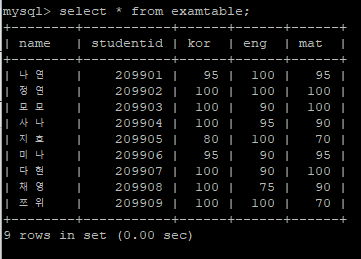 mysql> select * from examtable;
+--------+-----------+------+------+------+
| name | studentid | kor | eng | mat |
+--------+-----------+------+------+------+
| 나연 | 209901 | 95 | 100 | 95 |
| 정연 | 209902 | 100 | 100 | 100 |
| 모모 | 209903 | 100 | 90 | 100 |
| 사나 | 209904 | 100 | 95 | 90 |
| 지효 | 209905 | 80 | 100 | 70 |
| 미나 | 209906 | 95 | 90 | 95 |
| 다현 | 209907 | 100 | 90 | 100 |
| 채영 | 209908 | 100 | 75 | 90 |
| 쯔위 | 209909 | 100 | 100 | 70 |
+--------+-----------+------+------+------+
9 rows in set (0.00 sec)